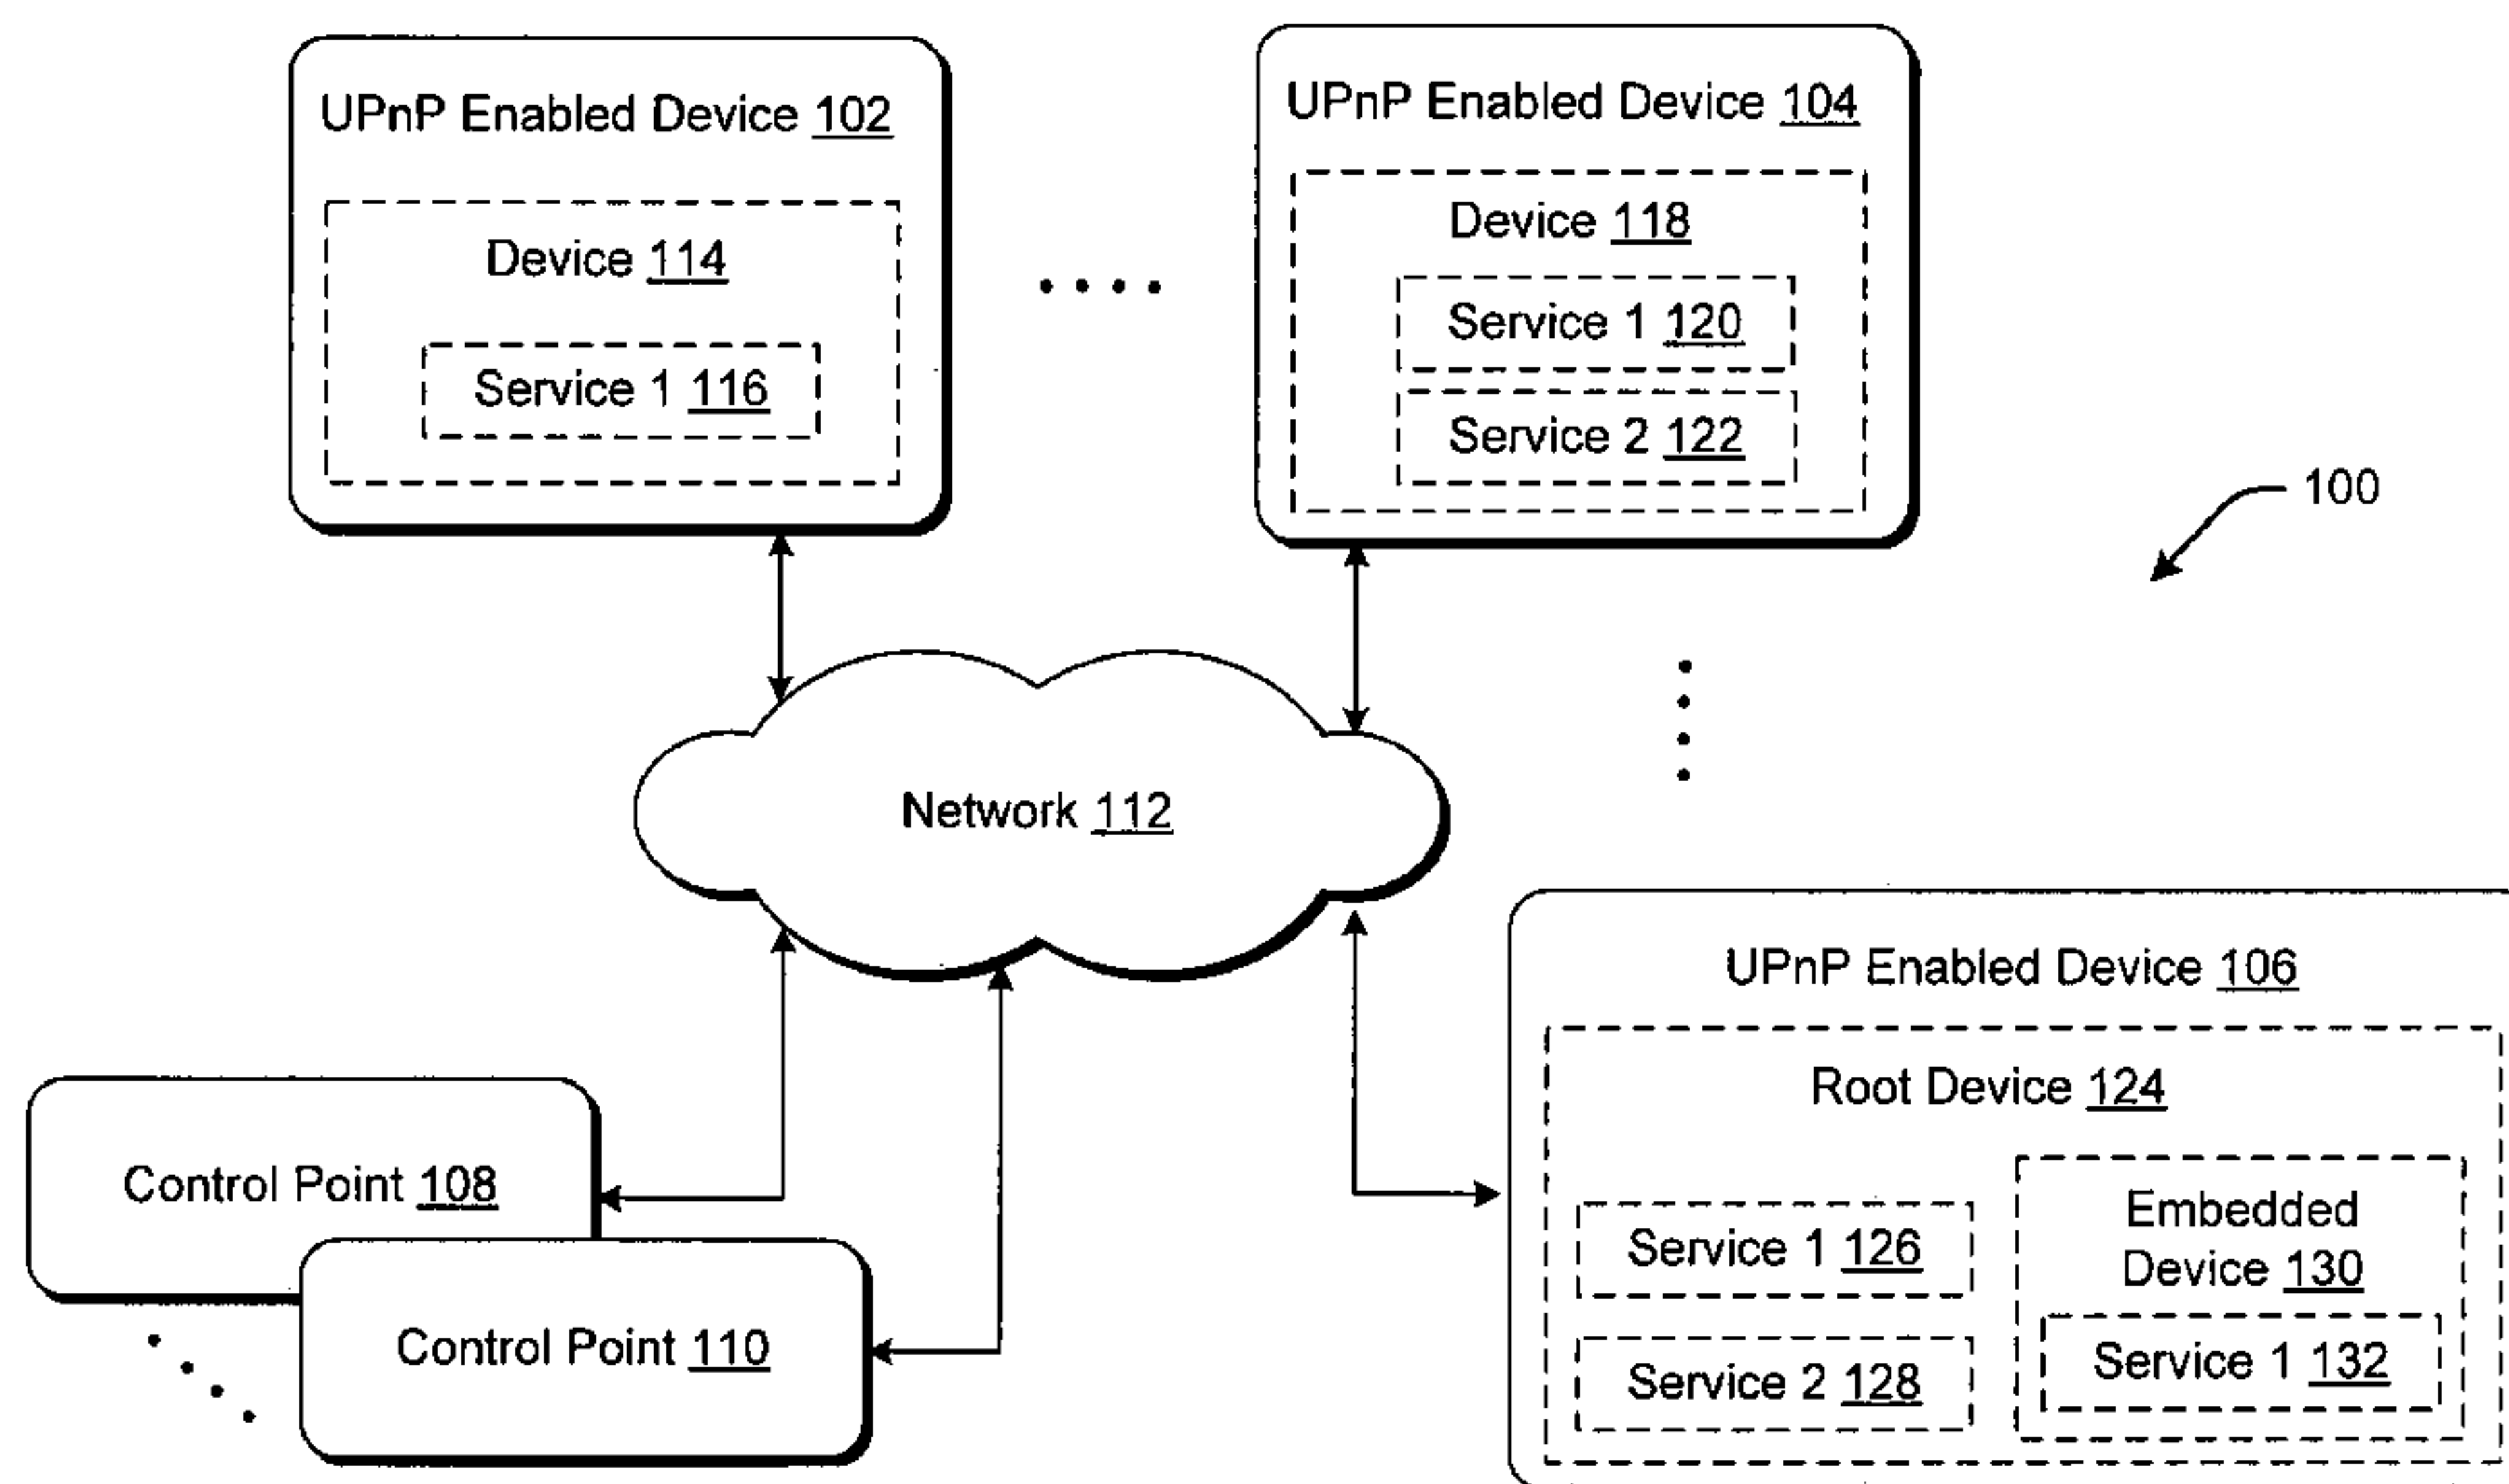 UPnP Enabled Device 102
Device 114
Service 1 116
UPnP Enabled Device 104
Device 118
Service 1 120
Service 2 122
100
Network 112
Control Point 108
Control Point 110
UPnP Enabled Device 106
Root Device 124
Service 1 126
Service 2 128
Embedded
Device 130
Service 1 132